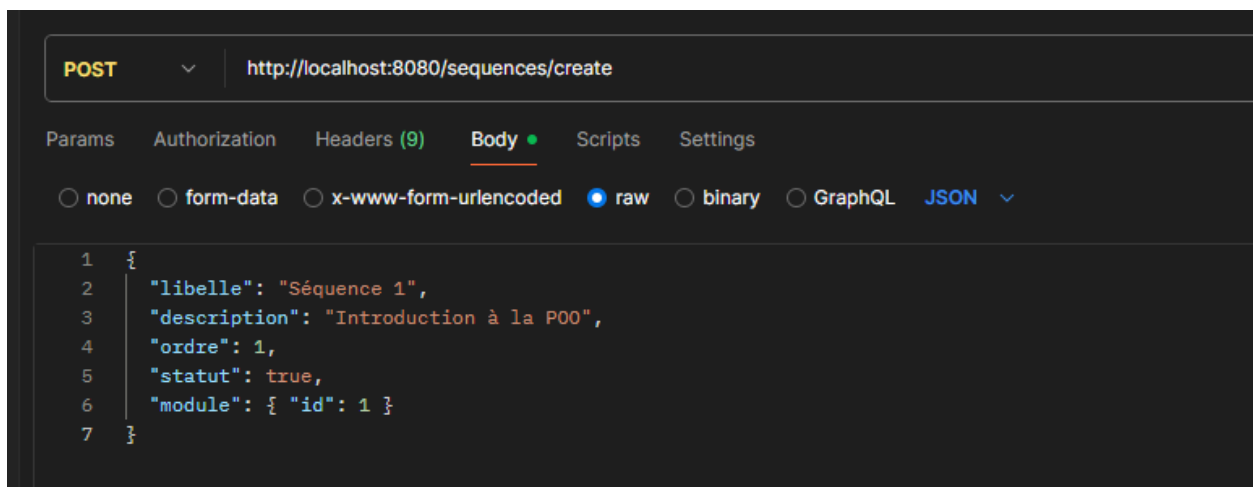 POST http://localhost:8080/sequences/create
Params Authorization Headers (9) Body Scripts Settings
none form-data x-www-form-urlencoded raw binary GraphQL JSON
1 {
2 "libelle": "Séquence 1",
3 "description": "Introduction à la POO",
4 "ordre": 1,
5 "statut": true,
6 "module": { "id": 1 }
7 }